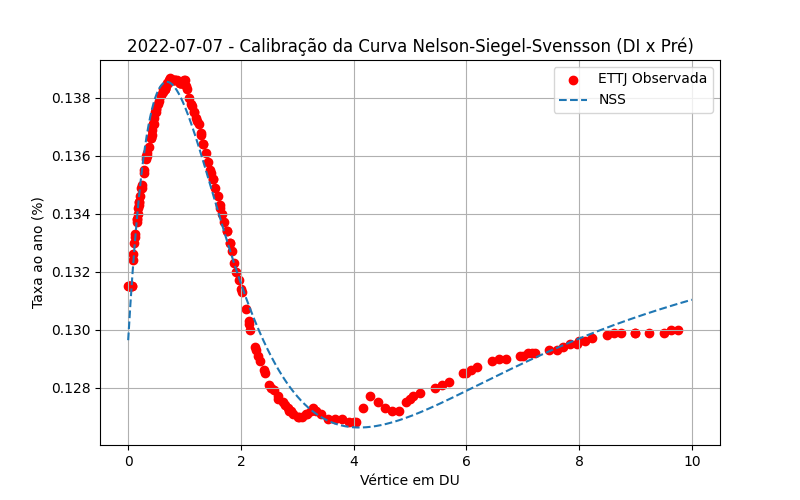 2022-07-07 - Calibração da Curva Nelson-Siegel-Svensson (DI x Pré)
ETTJ Observada
NSS
Taxa ao ano (%)
0.138
0.136
0.134
0.132
0.130
0.128
0
2
4
6
8
10
Vértice em DU